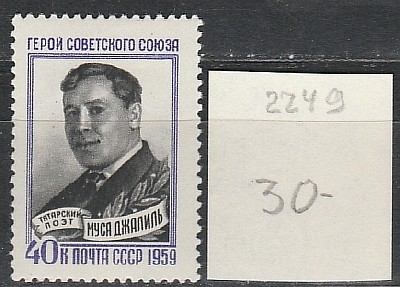 ГЕРОЙ СОВЕТСКОГО СОЮЗА
ТАТАРСКИЙ
ПОЭТ
МУСА ДЖАЛИЛЬ
40К ПОЧТА СССР 1959
2249
30-